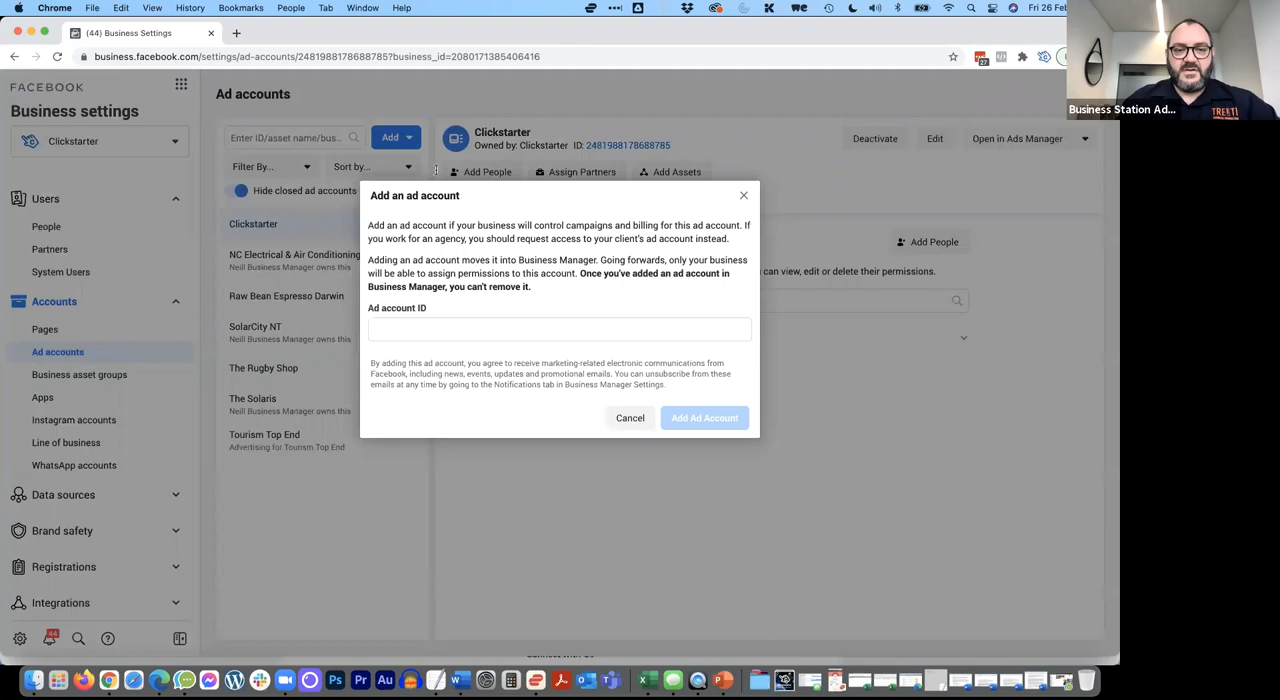 Chrome File Edit View History Bookmarks People Tab Window Help
(44) Business Settings
business.facebook.com/settings/ad-accounts/2481988178688785?business_id=2080171385406416
27
Business Station Ad...
FACEBOOK
Business settings
Clickstarter
Users
People
Partners
System Users
Accounts
Pages
Ad accounts
Business asset groups
Apps
Instagram accounts
Line of business
WhatsApp accounts
Data sources
Brand safety
Registrations
Integrations
44
Ad accounts
Enter ID/asset name/bus...
Add
Filter By...
Sort by...
Hide closed ad accounts
Clickstarter
NC Electrical & Air Conditioning
Neill Business Manager owns this
Raw Bean Espresso Darwin
SolarCity NT
Neill Business Manager owns this
The Rugby Shop
The Solaris
Neill Business Manager owns this
Tourism Top End
Advertising for Tourism Top End
Clickstarter
Owned by: Clickstarter ID: 2481988178688785
Deactivate
Edit
Open in Ads Manager
Add People
Assign Partners
Add Assets
Add People
can view, edit or delete their permissions.
Add an ad account
Add an ad account if your business will control campaigns and billing for this ad account. If
you work for an agency, you should request access to your client's ad account instead.
Adding an ad account moves it into Business Manager. Going forwards, only your business
will be able to assign permissions to this account. Once you've added an ad account in
Business Manager, you can't remove it.
Ad account ID
By adding this ad account, you agree to receive marketing-related electronic communications from
Facebook, including news, events, updates and promotional emails. You can unsubscribe from these
emails at any time by going to the Notifications tab in Business Manager Settings.
Cancel
Add Ad Account